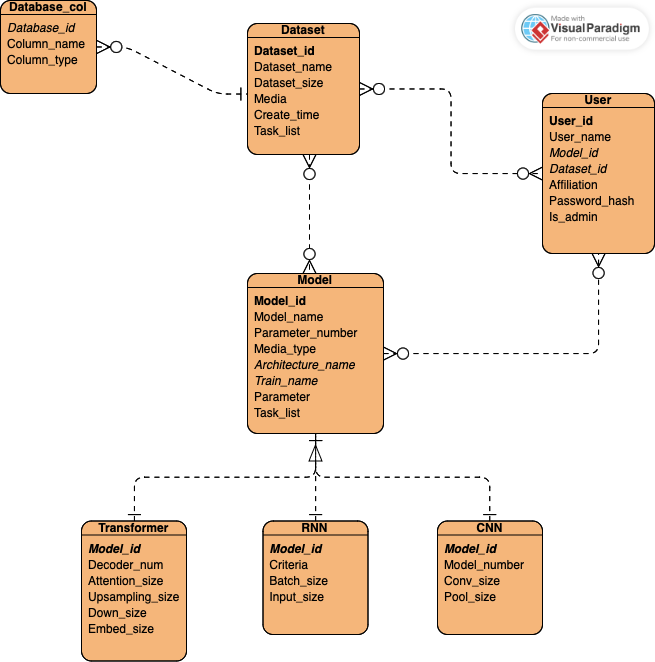 Database_col
Database_id
Column_name
Column_type
Dataset
Dataset_id
Dataset_name
Dataset_size
Media
Create_time
Task_list
Made with
VisualParadigm
For non-commercial use
User
User_id
User_name
Model_id
Dataset_id
Affiliation
Password_hash
Is_admin
Model
Model_id
Model_name
Parameter_number
Media_type
Architecture_name
Train_name
Parameter
Task_list
Transformer
Model_id
Decoder_num
Attention_size
Upsampling_size
Down_size
Embed_size
RNN
Model_id
Criteria
Batch_size
Input_size
CNN
Model_id
Model_number
Conv_size
Pool_size